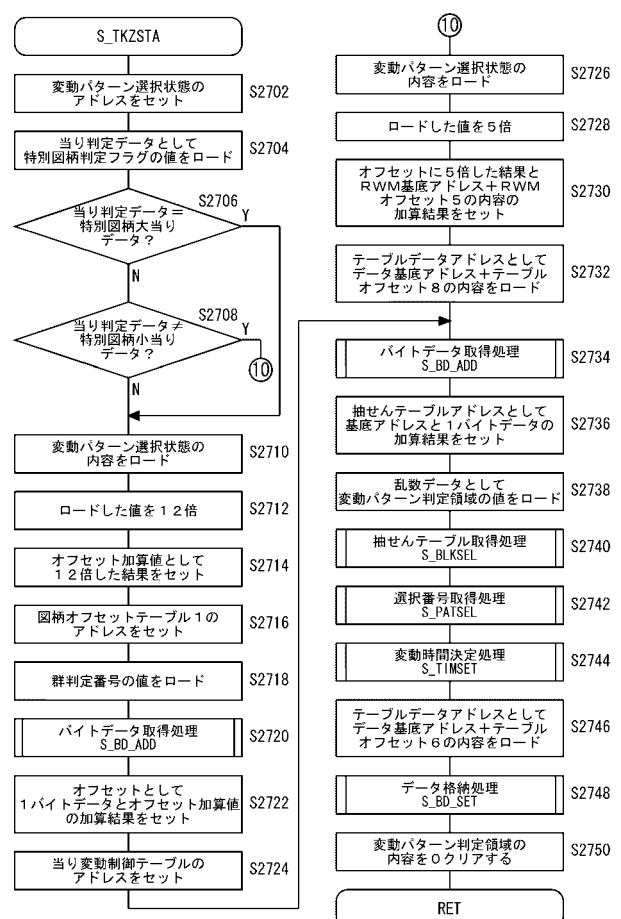 S_TKZSTA
変動パターン選択状態の
アドレスをセット
S2702
当り判定データとして
特別図柄判定フラグの値をロード
S2704
S2706
当り判定データ＝
特別図柄大当り
データ？
Y
N
S2708
当り判定データ≠
特別図柄小当り
データ？
Y
10
N
変動パターン選択状態の
内容をロード
S2710
ロードした値を１２倍
S2712
オフセット加算値として
１２倍した結果をセット
S2714
図柄オフセットテーブル１の
アドレスをセット
S2716
群判定番号の値をロード
S2718
バイトデータ取得処理
S_BD_ADD
S2720
オフセットとして
１バイトデータとオフセット加算値
の加算結果をセット
S2722
当り変動制御テーブルの
アドレスをセット
S2724
10
変動パターン選択状態の
内容をロード
S2726
ロードした値を５倍
S2728
オフセットに５倍した結果と
ＲＷＭ基底アドレス＋ＲＷＭ
オフセット５の内容の
加算結果をセット
S2730
テーブルデータアドレスとして
データ基底アドレス＋テーブル
オフセット８の内容をロード
S2732
バイトデータ取得処理
S_BD_ADD
S2734
抽せんテーブルアドレスとして
基底アドレスと１バイトデータの
加算結果をセット
S2736
乱数データとして
変動パターン判定領域の値をロード
S2738
抽せんテーブル取得処理
S_BLKSEL
S2740
選択番号取得処理
S_PATSEL
S2742
変動時間決定処理
S_TIMSET
S2744
テーブルデータアドレスとして
データ基底アドレス＋テーブル
オフセット６の内容をロード
S2746
データ格納処理
S_BD_SET
S2748
変動パターン判定領域の
内容を０クリアする
S2750
RET